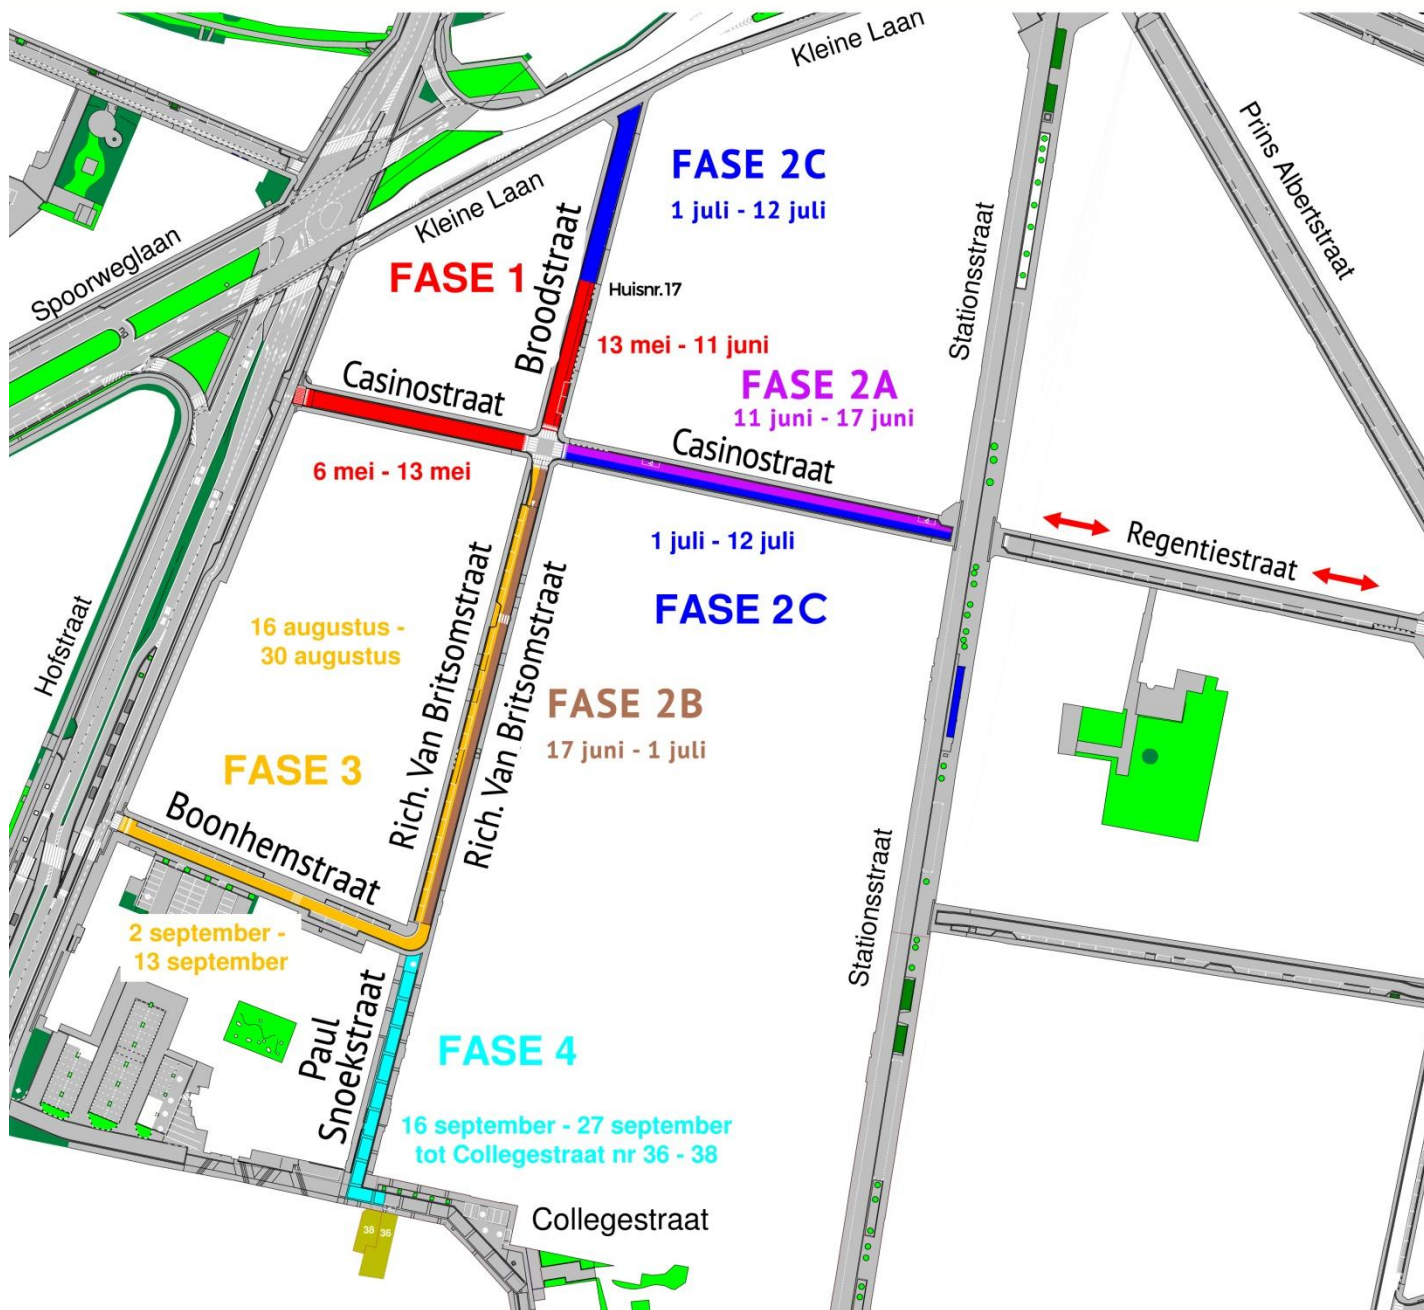 Kleine Laan
FASE 2C
1 juli - 12 juli
Prins Albertstraat
Kleine Laan
Spoorweglaan
FASE 1
Broodstraat
Huisnr.17
Stationsstraat
13 mei - 11 juni
Casinostraat
FASE 2A
11 juni - 17 juni
Casinostraat
6 mei - 13 mei
1 juli - 12 juli
FASE 2C
Regentiestraat
Hofstraat
16 augustus -
30 augustus
Rich. Van Britsomstraat
Rich. Van Britsomstraat
FASE 2B
17 juni - 1 juli
FASE 3
Boonhemstraat
Stationsstraat
2 september -
13 september
Paul
Snoekstraat
FASE 4
16 september - 27 september
tot Collegestraat nr 36 - 38
Collegestraat
38 36